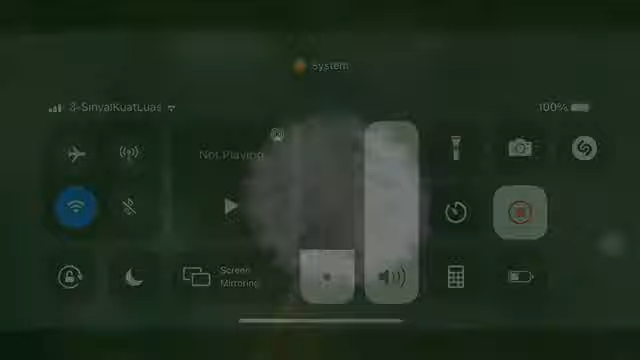 System
3-SinyalKuatLuas
100%
Not Playing
Screen
Mirroring